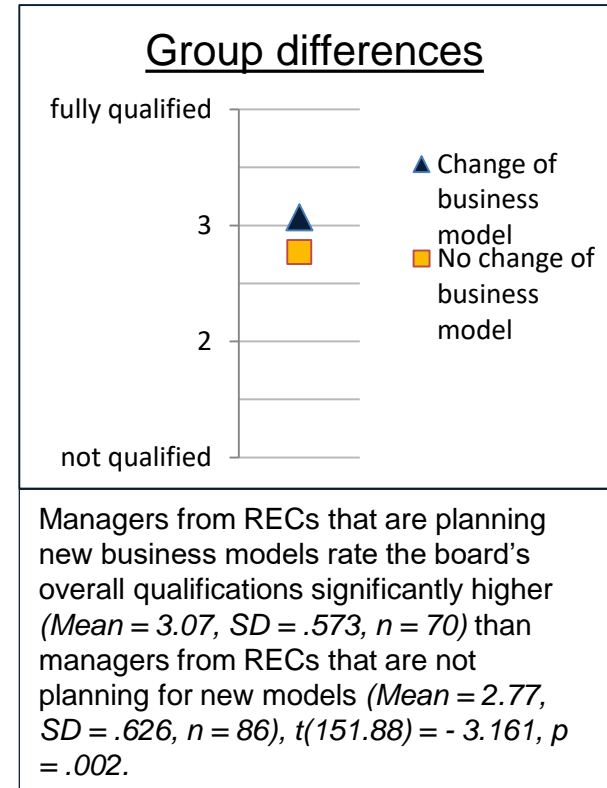 Group differences
fully qualified
3
2
not qualified
Change of
business
model
No change of
business
model
Managers from RECs that are planning
new business models rate the board’s
overall qualifications significantly higher
(Mean = 3.07, SD = .573, n = 70) than
managers from RECs that are not
planning for new models (Mean = 2.77,
SD = .626, n = 86), t(151.88) = - 3.161, p
= .002.